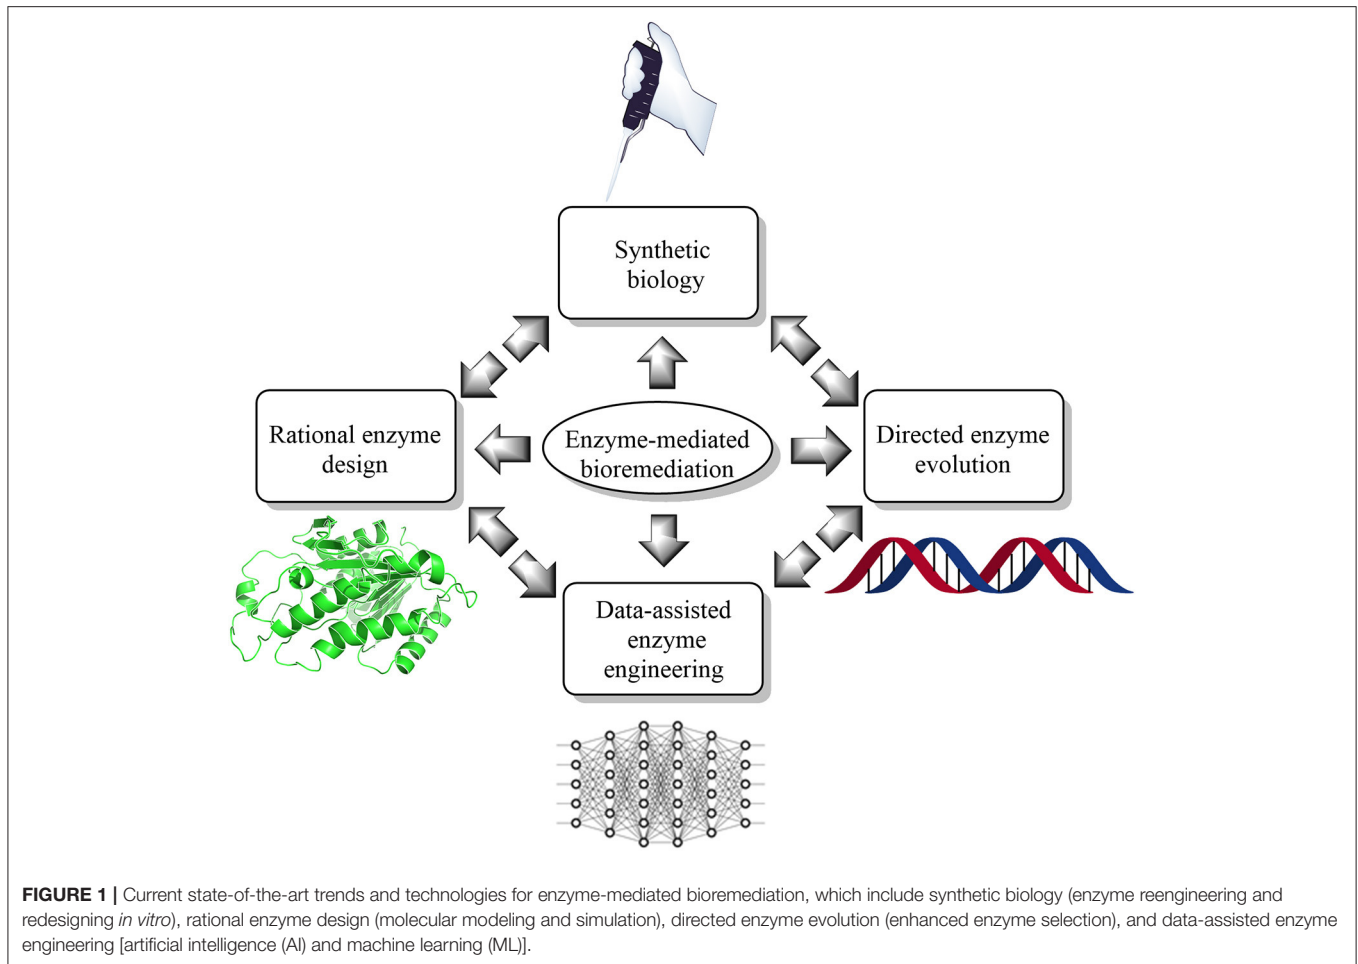 Synthetic
biology
Rational enzyme
design
Enzyme-mediated
bioremediation
Directed enzyme
evolution
Data-assisted
enzyme
engineering
FIGURE 1 | Current state-of-the-art trends and technologies for enzyme-mediated bioremediation, which include synthetic biology (enzyme reengineering and
redesigning in vitro), rational enzyme design (molecular modeling and simulation), directed enzyme evolution (enhanced enzyme selection), and data-assisted enzyme
engineering [artificial intelligence (AI) and machine learning (ML)].